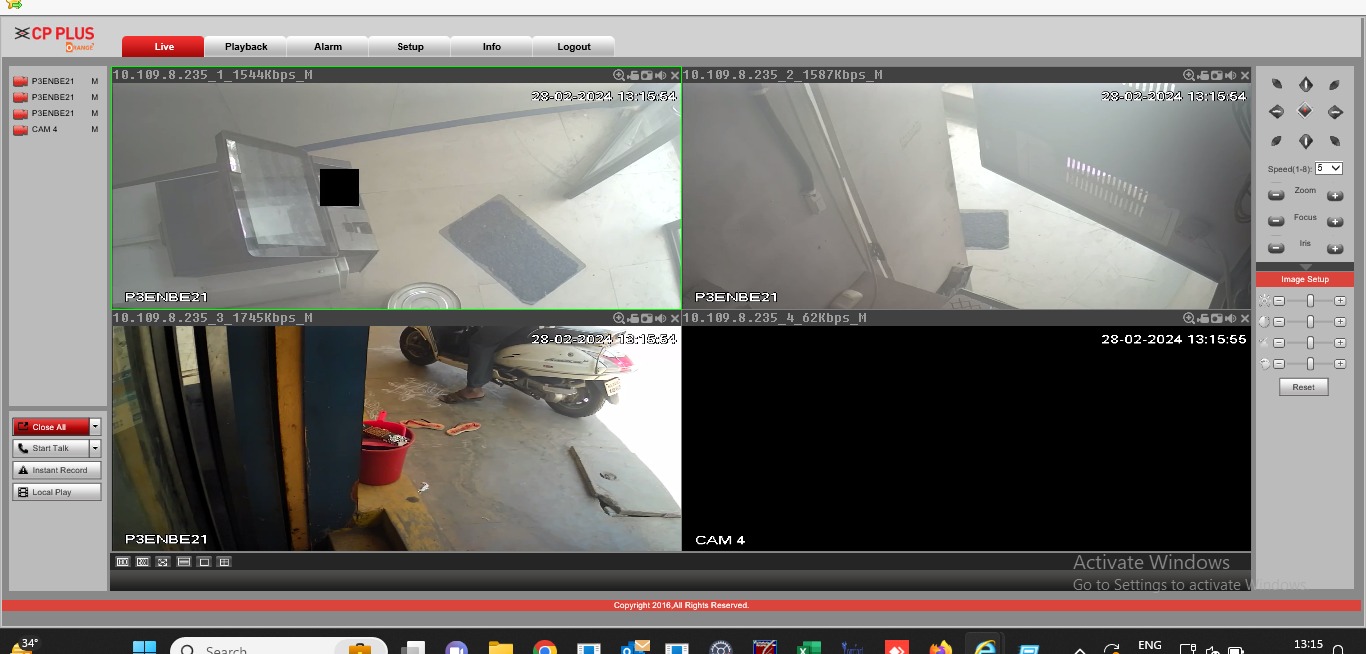 CP PLUS
ORANGE
Live
Playback
Alarm
Setup
Info
Logout
P3ENBE21 M
P3ENBE21 M
P3ENBE21 M
CAM 4 M
Close All
Start Talk
Instant Record
Local Play
10.109.8.235_1_1544Kbps_M
28-02-2024 13:15:54
P3ENBE21
10.109.8.235_2_1587Kbps_M
28-02-2024 13:15:54
P3ENBE21
10.109.8.235_3_1745Kbps_M
28-02-2024 13:15:54
P3ENBE21
10.109.8.235_4_62Kbps_M
28-02-2024 13:15:55
CAM 4
Speed(1-8): 5
Zoom
Focus
Iris
Image Setup
Reset
Activate Windows
Go to Settings to activate Windows.
Copyright 2016,All Rights Reserved.
34°
Search
ENG
13:15